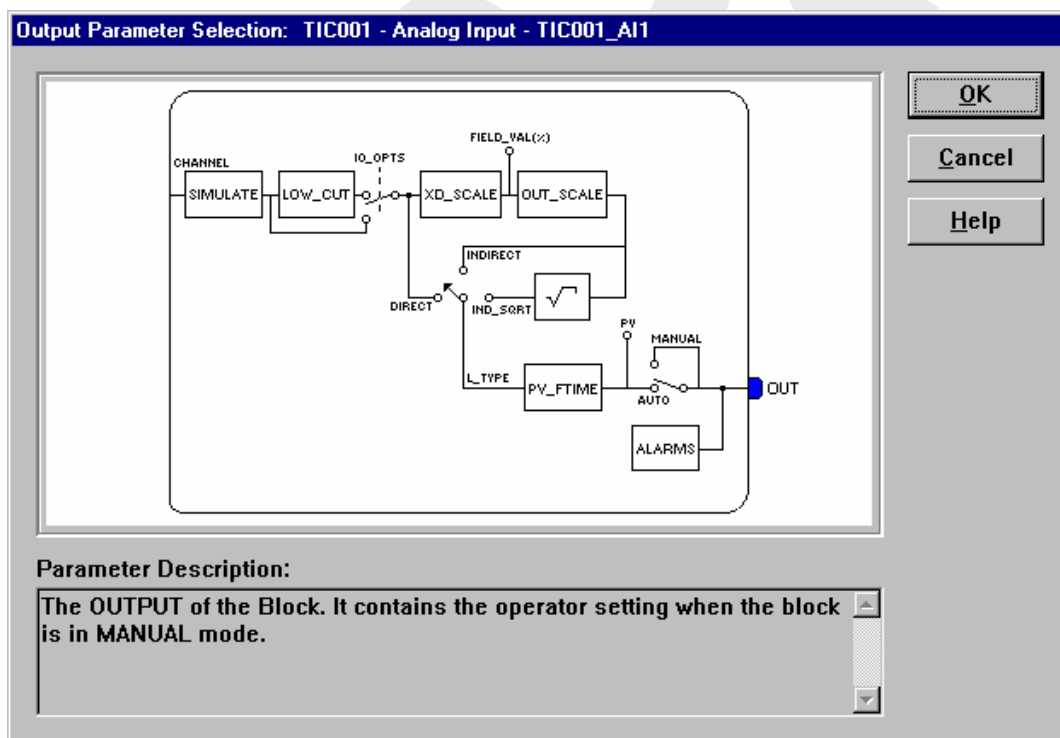 Output Parameter Selection: TIC001 - Analog Input - TIC001_AI1
OK
Cancel
Help
FIELD_VAL(%)
CHANNEL
IO_OPTS
SIMULATE
LOW_CUT
XD_SCALE
OUT_SCALE
INDIRECT
DIRECT
IND_SQRT
√
PV
MANUAL
L_TYPE
PV_FTIME
AUTO
OUT
ALARMS
Parameter Description:
The OUTPUT of the Block. It contains the operator setting when the block
is in MANUAL mode.